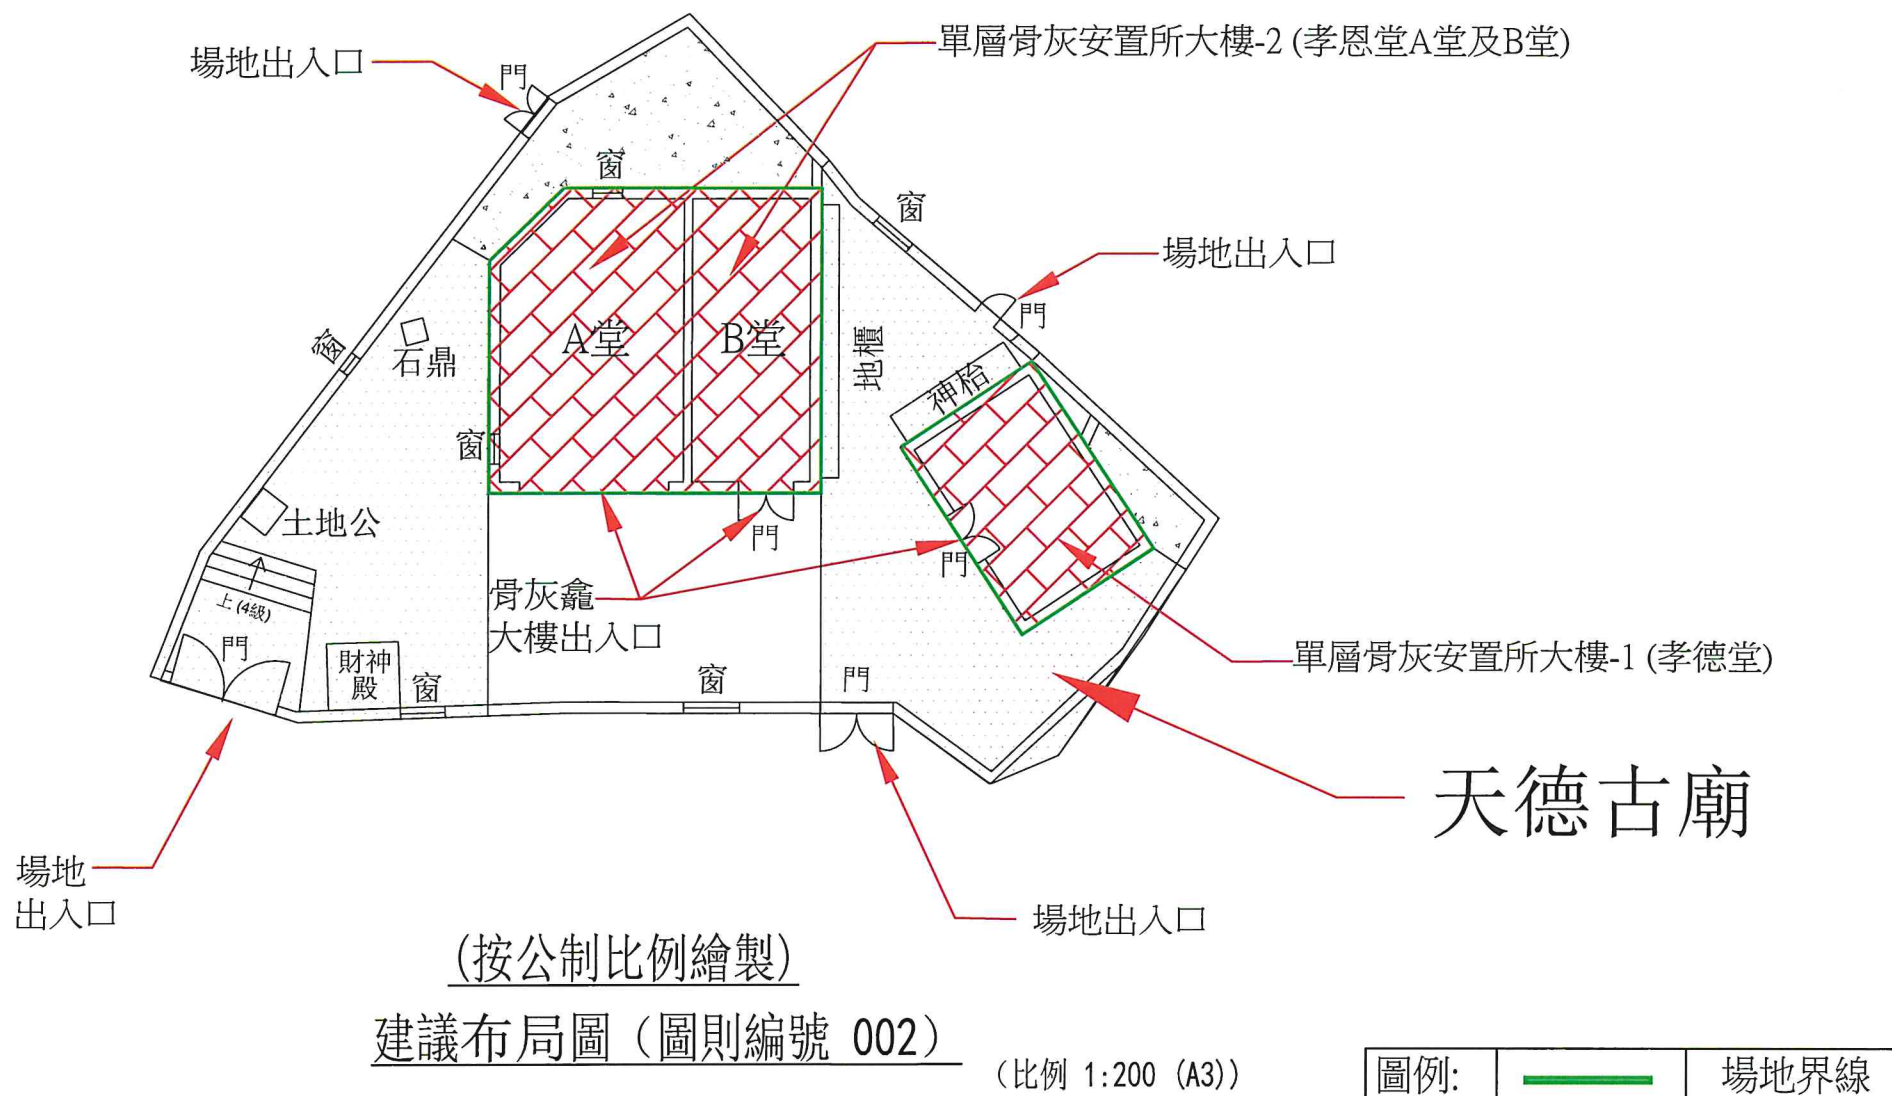 單層骨灰安置所大樓-2 (孝恩堂A堂及B堂)
場地出入口
門
窗
窗
場地出入口
門
窗
石鼎
A堂
B堂
地櫃
神枱
窗
土地公
門
門
上 (4級)
骨灰龕
大樓出入口
門
財神
殿
窗
窗
門
單層骨灰安置所大樓-1 (孝德堂)
天德古廟
場地
出入口
場地出入口
(按公制比例繪製)
建議布局圖 (圖則編號 002)
(比例 1:200 (A3))
圖例:
場地界線